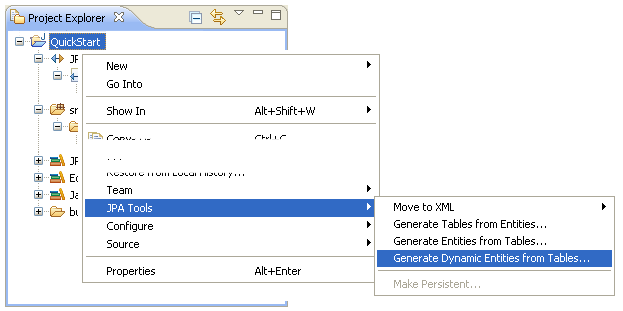 Project Explorer
QuickStart
JP
New
Go Into
Show In Alt+Shift+W
sr
Copy Ctrl+C
...
Restore from Local History...
JP
Team
Ec
JPA Tools
Ja
Move to XML
bu
Configure
Generate Tables from Entities...
Source
Generate Entities from Tables...
Generate Dynamic Entities from Tables...
Properties Alt+Enter
Make Persistent...